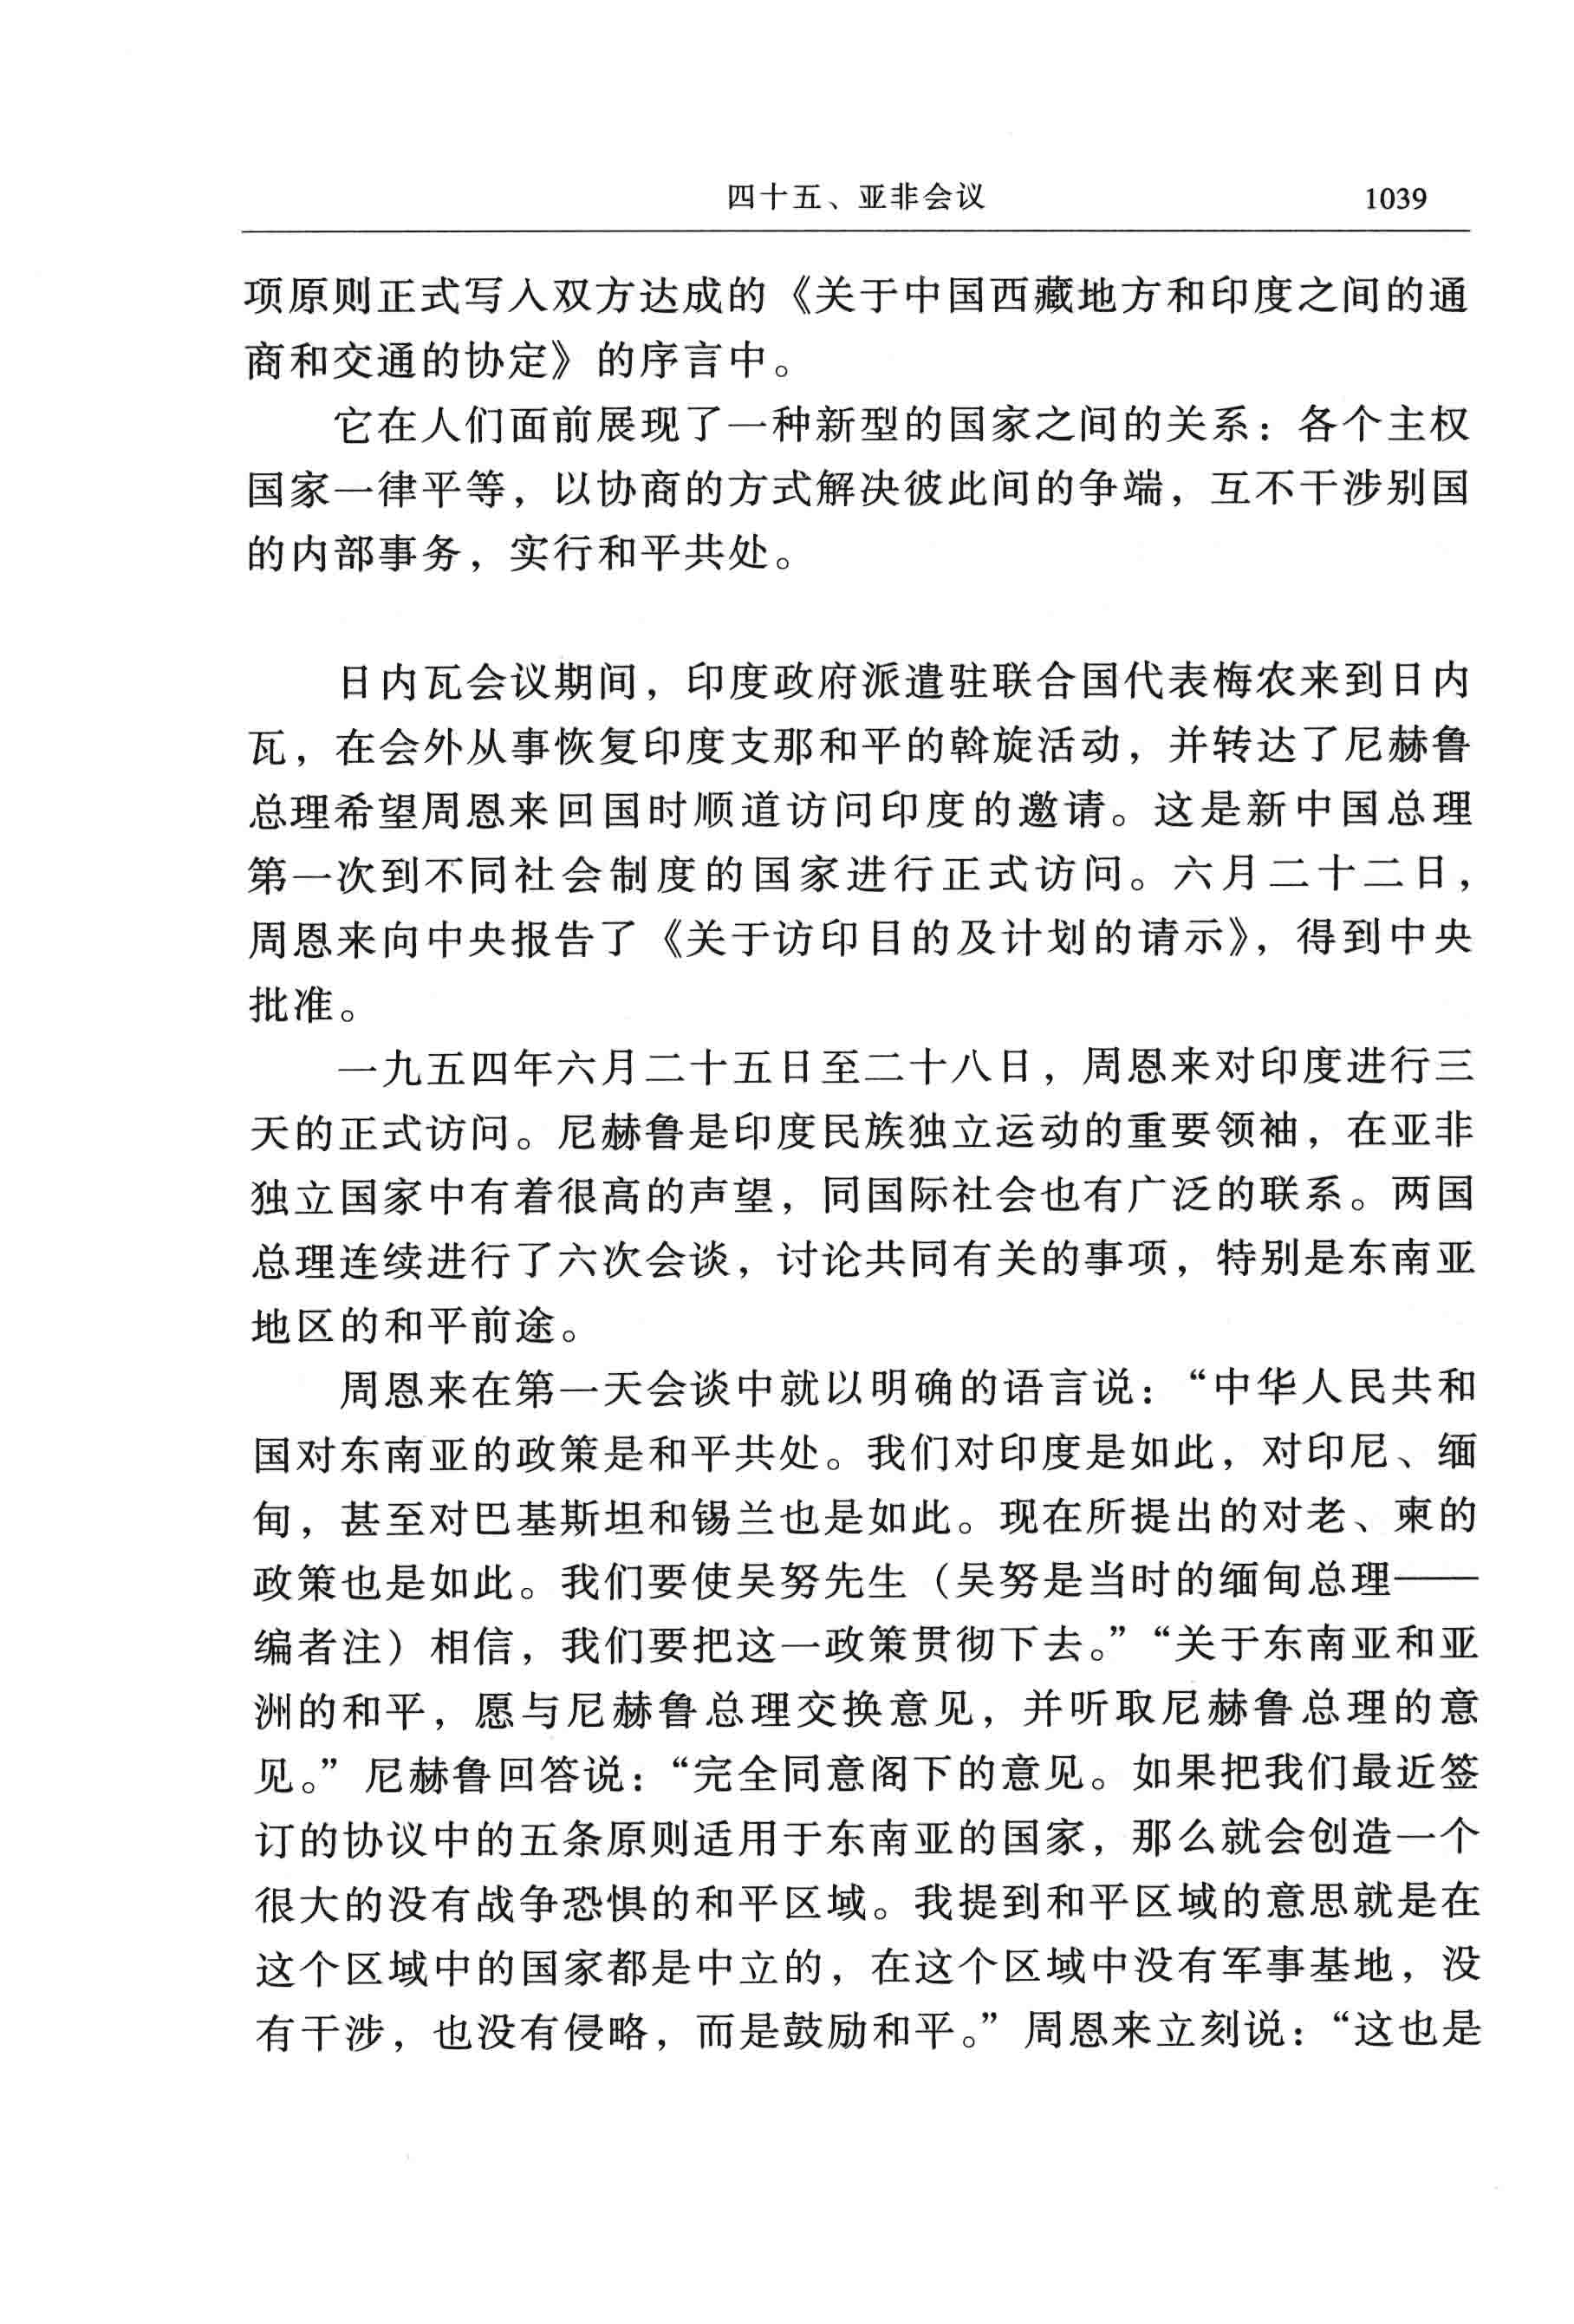 四十五、亚非会议 1039
项原则正式写入双方达成的《关于中国西藏地方和印度之间的通
商和交通的协定》的序言中。
它在人们面前展现了一种新型的国家之间的关系：各个主权
国家一律平等，以协商的方式解决彼此间的争端，互不干涉别国
的内部事务，实行和平共处。
日内瓦会议期间，印度政府派遣驻联合国代表梅农来到日内
瓦，在会外从事恢复印度支那和平的斡旋活动，并转达了尼赫鲁
总理希望周恩来回国时顺道访问印度的邀请。这是新中国总理
第一次到不同社会制度的国家进行正式访问。六月二十二日，
周恩来向中央报告了《关于访印目的及计划的请示》，得到中央
批准。
一九五四年六月二十五日至二十八日，周恩来对印度进行三
天的正式访问。尼赫鲁是印度民族独立运动的重要领袖，在亚非
独立国家中有着很高的声望，同国际社会也有广泛的联系。两国
总理连续进行了六次会谈，讨论共同有关的事项，特别是东南亚
地区的和平前途。
周恩来在第一天会谈中就以明确的语言说：“中华人民共和
国对东南亚的政策是和平共处。我们对印度是如此，对印尼、缅
甸，甚至对巴基斯坦和锡兰也是如此。现在所提出的对老、柬的
政策也是如此。我们要使吴努先生（吴努是当时的缅甸总理——
编者注）相信，我们要把这一政策贯彻下去。”“关于东南亚和亚
洲的和平，愿与尼赫鲁总理交换意见，并听取尼赫鲁总理的意
见。”尼赫鲁回答说：“完全同意阁下的意见。如果把我们最近签
订的协议中的五条原则适用于东南亚的国家，那么就会创造一个
很大的没有战争恐惧的和平区域。我提到和平区域的意思就是在
这个区域中的国家都是中立的，在这个区域中没有军事基地，没
有干涉，也没有侵略，而是鼓励和平。”周恩来立刻说：“这也是